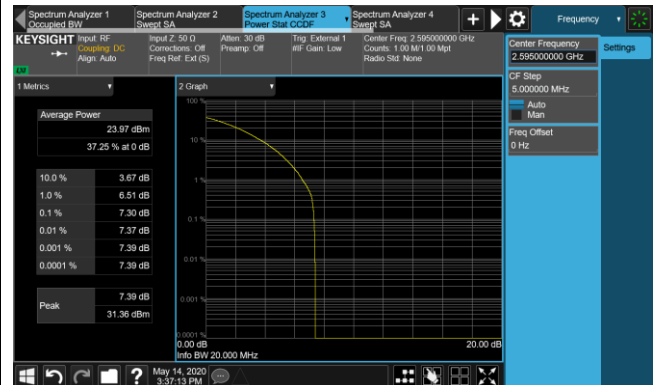 Spectrum Analyzer 1
Occupied BW
Spectrum Analyzer 2
Swept SA
Spectrum Analyzer 3
Power Stat CCDF
Spectrum Analyzer 4
Swept SA
Frequency
KEYSIGHT
Input: RF
Coupling: DC
Align: Auto
Input Z: 50 Ω
Corrections: Off
Freq Ref: Ext (S)
Atten: 30 dB
Preamp: Off
Trig: External 1
#IF Gain: Low
Center Freq: 2.595000000 GHz
Counts: 1.00 M/1.00 Mpt
Radio Std: None
Center Frequency
2.595000000 GHz
Settings
CF Step
5.000000 MHz
Auto
Man
Freq Offset
0 Hz
1 Metrics
Average Power
23.97 dBm
37.25 % at 0 dB
10.0 % 3.67 dB
1.0 % 6.51 dB
0.1 % 7.30 dB
0.01 % 7.37 dB
0.001 % 7.39 dB
0.0001 % 7.39 dB
Peak
7.39 dB
31.36 dBm
2 Graph
100 %
10 %
1 %
0.1 %
0.01 %
0.001 %
0.0001 %
0.00 dB
20.00 dB
Info BW 20.000 MHz
May 14, 2020
3:37:13 PM